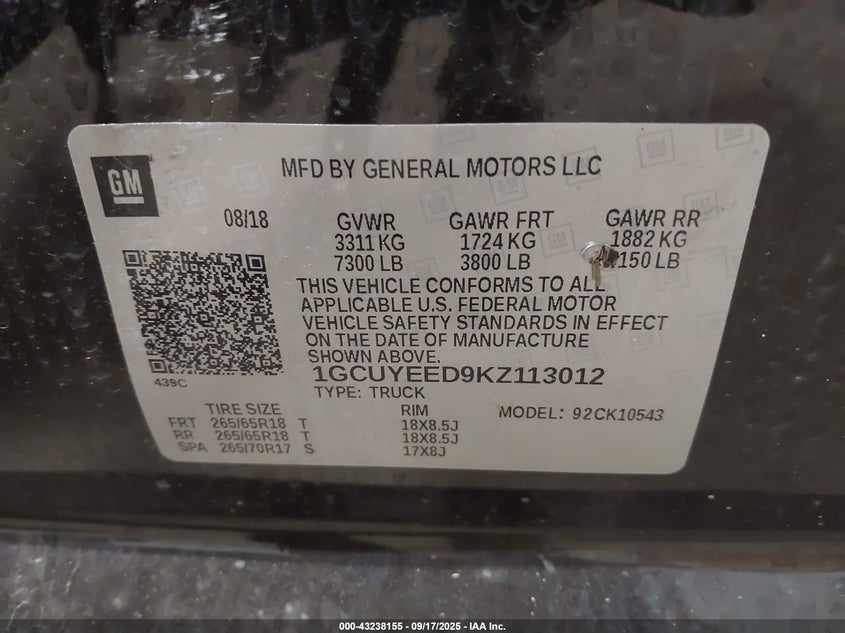 GM
MFD BY GENERAL MOTORS LLC
08/18 GVWR GAWR FRT GAWR RR
3311 KG 1724 KG 1882 KG
7300 LB 3800 LB 150 LB
THIS VEHICLE CONFORMS TO ALL
APPLICABLE U.S. FEDERAL MOTOR
VEHICLE SAFETY STANDARDS IN EFFECT
ON THE DATE OF MANUFACTURE
SHOWN ABOVE.
439C
1GCUYEED9KZ113012
TYPE: TRUCK
TIRE SIZE RIM MODEL: 92CK10543
FRT 265/65R18 T 18X8.5J
RR 265/65R18 T 18X8.5J
SPA 265/70R17 S 17X8J
000-43238155 - 09/17/2025 - IAA Inc.